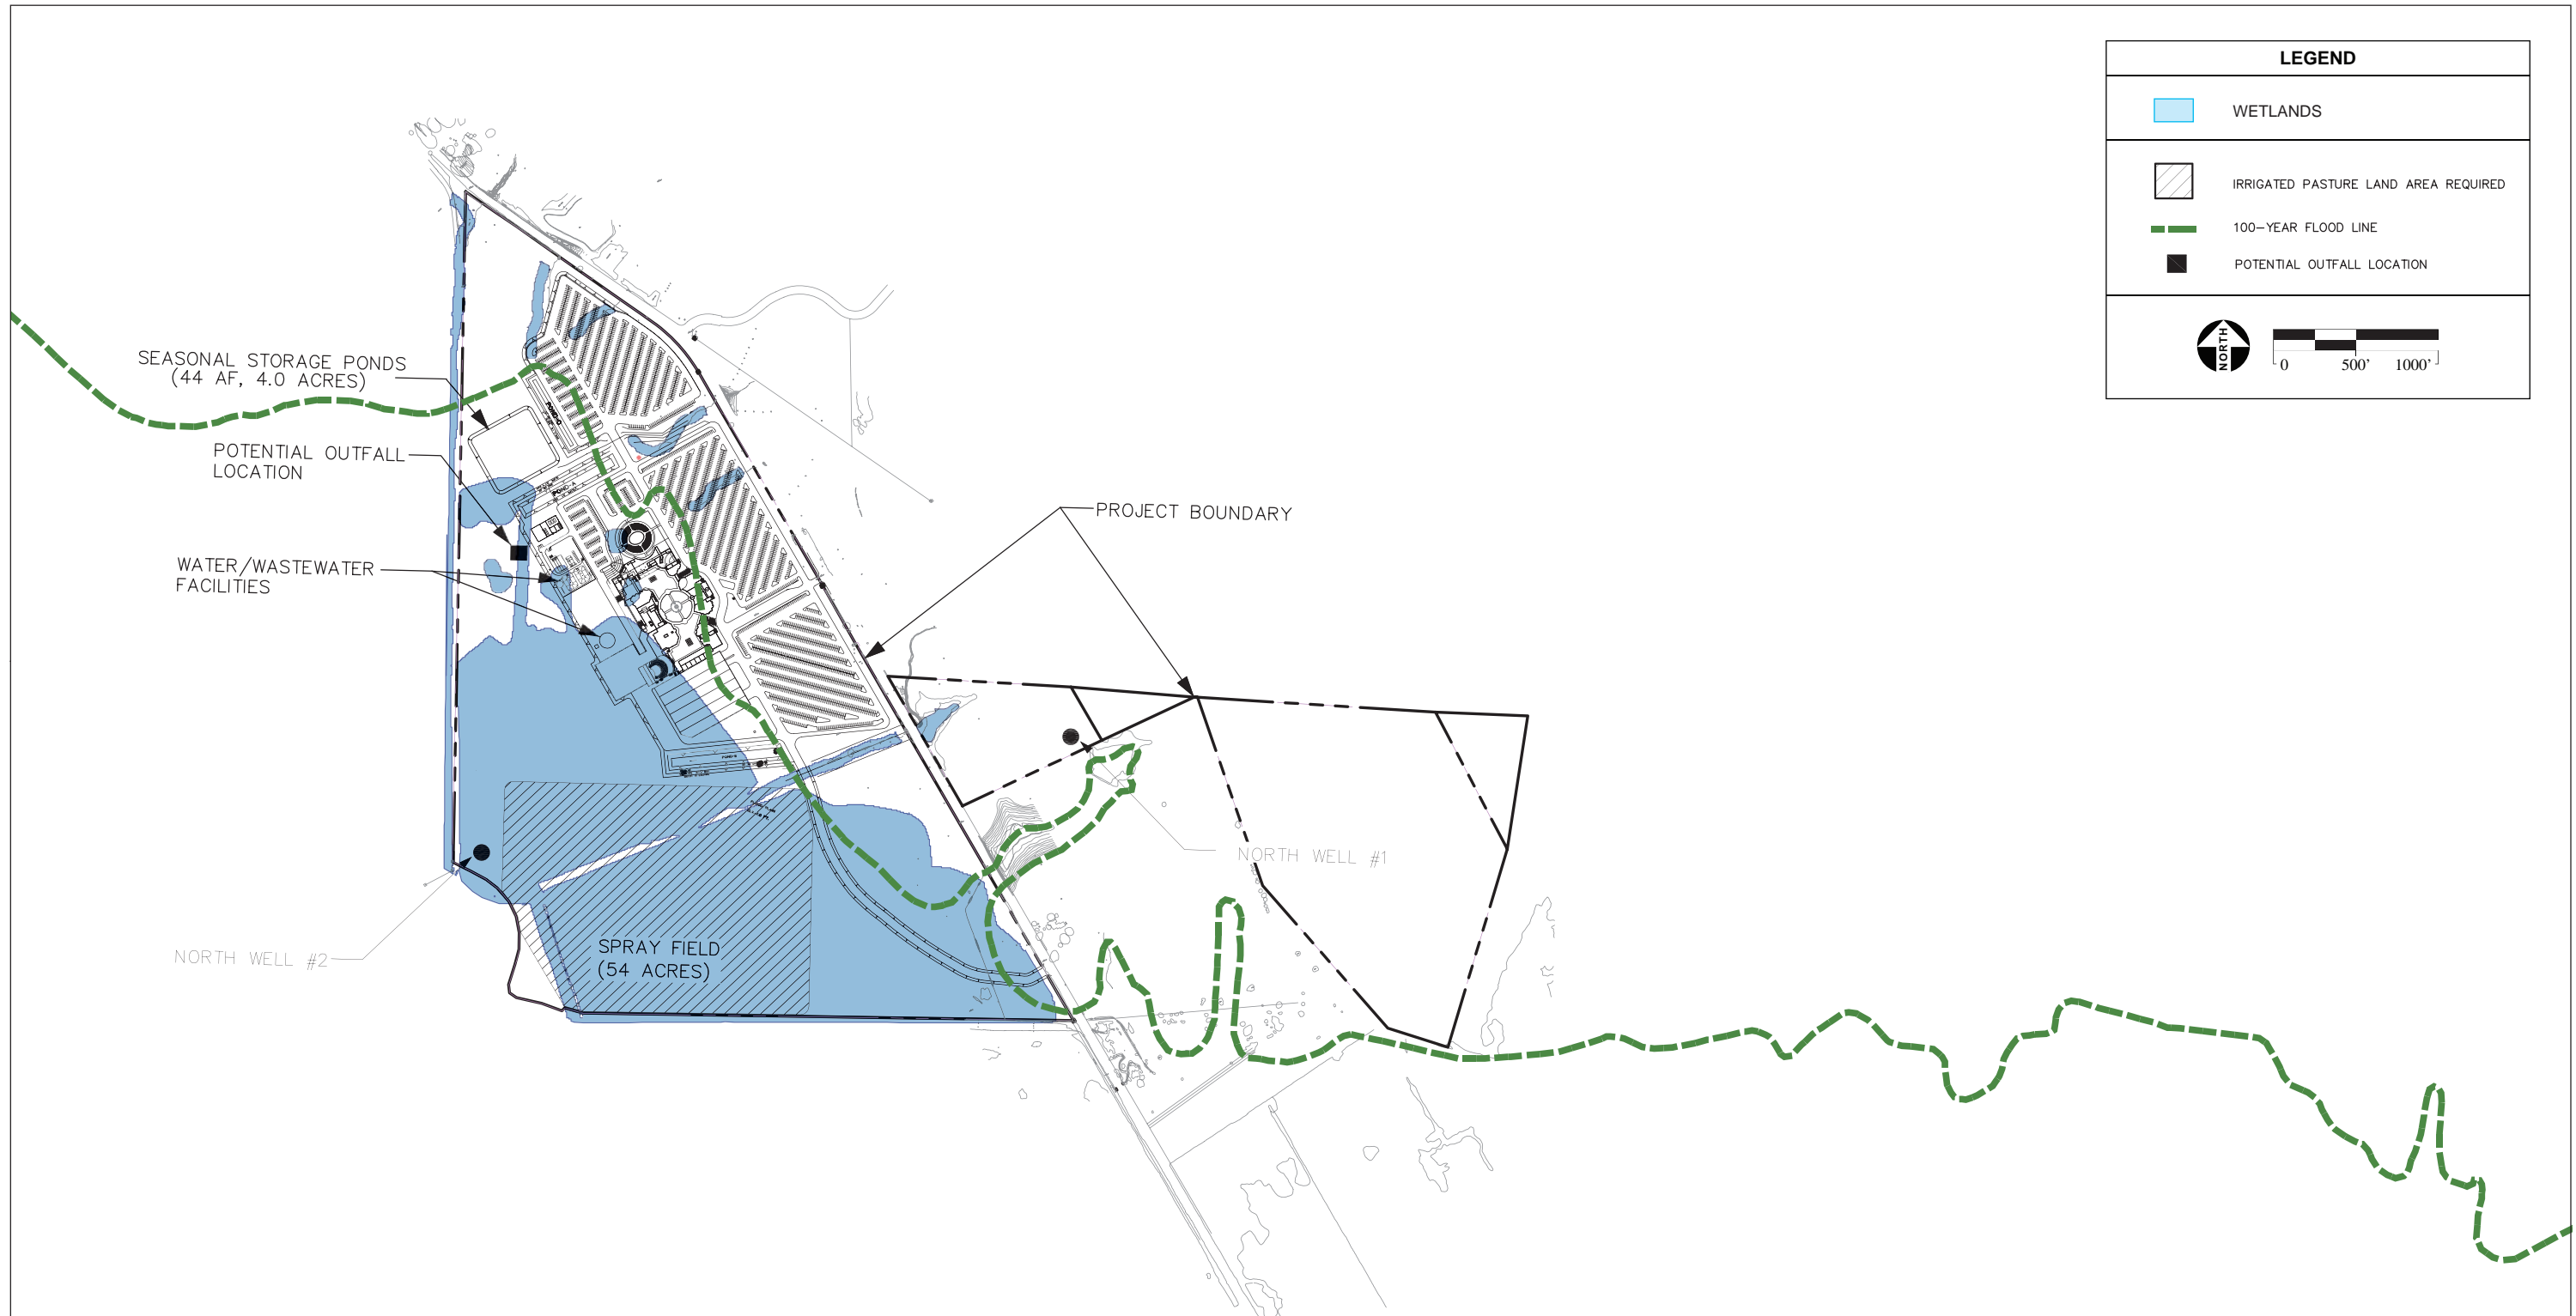 LEGEND
WETLANDS
IRRIGATED PASTURE LAND AREA REQUIRED
100-YEAR FLOOD LINE
POTENTIAL OUTFALL LOCATION
NORTH
0 500' 1000'
SEASONAL STORAGE PONDS
(44 AF, 4.0 ACRES)
POTENTIAL OUTFALL
LOCATION
WATER/WASTEWATER
FACILITIES
PROJECT BOUNDARY
NORTH WELL #1
NORTH WELL #2
SPRAY FIELD
(54 ACRES)